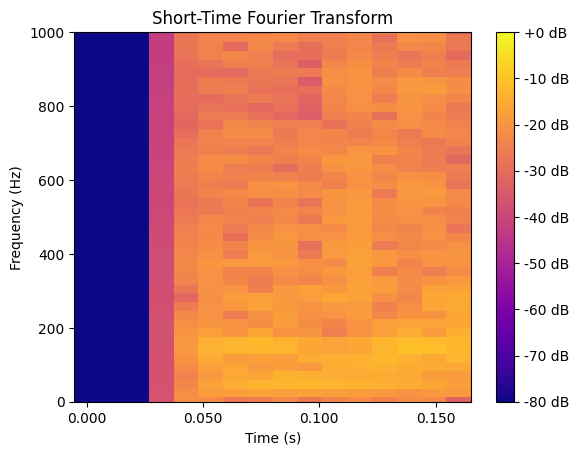 Short-Time Fourier Transform
1000
800
600
400
200
0
Frequency (Hz)
0.000
0.050
0.100
0.150
Time (s)
+0 dB
-10 dB
-20 dB
-30 dB
-40 dB
-50 dB
-60 dB
-70 dB
-80 dB